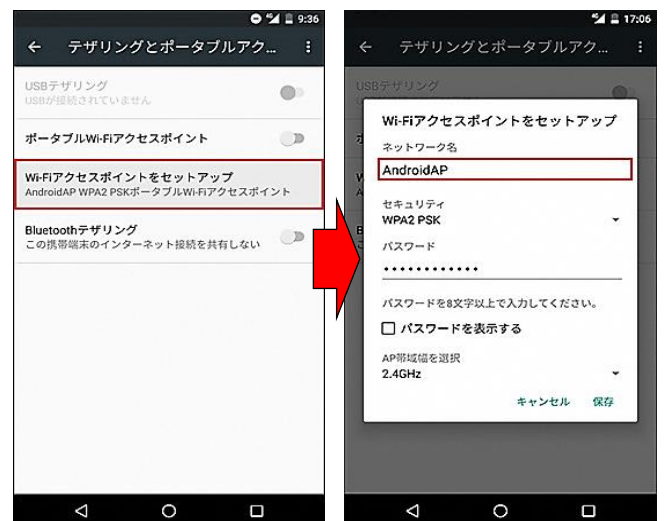 9:36
テザリングとポータブルアク...
USBテザリング
USBが接続されていません
ポータブルWi-Fiアクセスポイント
Wi-Fiアクセスポイントをセットアップ
AndroidAP WPA2 PSKポータブルWi-Fiアクセスポイント
Bluetoothテザリング
この携帯端末のインターネット接続を共有しない
17:06
テザリングとポータブルアク...
USBテザリング
Wi-Fiアクセスポイントをセットアップ
ネットワーク名
AndroidAP
セキュリティ
WPA2 PSK
パスワード
••••••••••••
パスワードを8文字以上で入力してください。
パスワードを表示する
AP帯域幅を選択
2.4GHz
キャンセル 保存